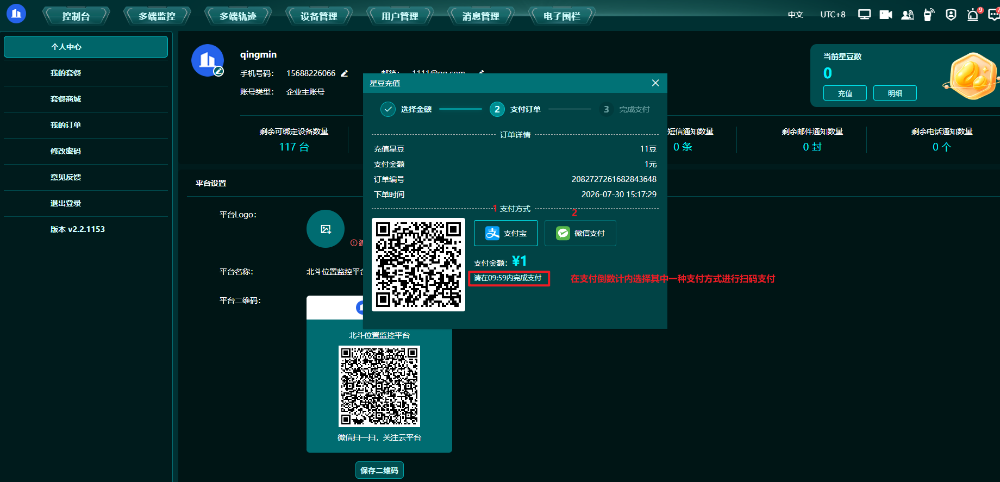 控制台
多端监控
多端轨迹
设备管理
用户管理
消息管理
电子围栏
中文
UTC+8
9
个人中心
我的套餐
套餐商城
我的订单
修改密码
意见反馈
退出登录
版本 v2.2.1153
qingmin
手机号码：
15688226066
邮箱：
1111@qq.com
账号类型：
企业主账号
当前星豆数
0
充值
明细
剩余可绑定设备数量
117 台
短信通知数量
0 条
剩余邮件通知数量
0 封
剩余电话通知数量
0 个
平台设置
平台Logo：
建
平台名称：
北斗位置监控平台
平台二维码：
北斗位置监控平台
微信扫一扫，关注云平台
保存二维码
星豆充值
选择金额
2
支付订单
3
完成支付
订单详情
充值星豆
11豆
支付金额
1元
订单编号
2082727261682843648
下单时间
2026-07-30 15:17:29
1
支付方式
2
支付宝
微信支付
支付金额：¥1
请在09:59内完成支付
在支付倒数计内选择其中一种支付方式进行扫码支付